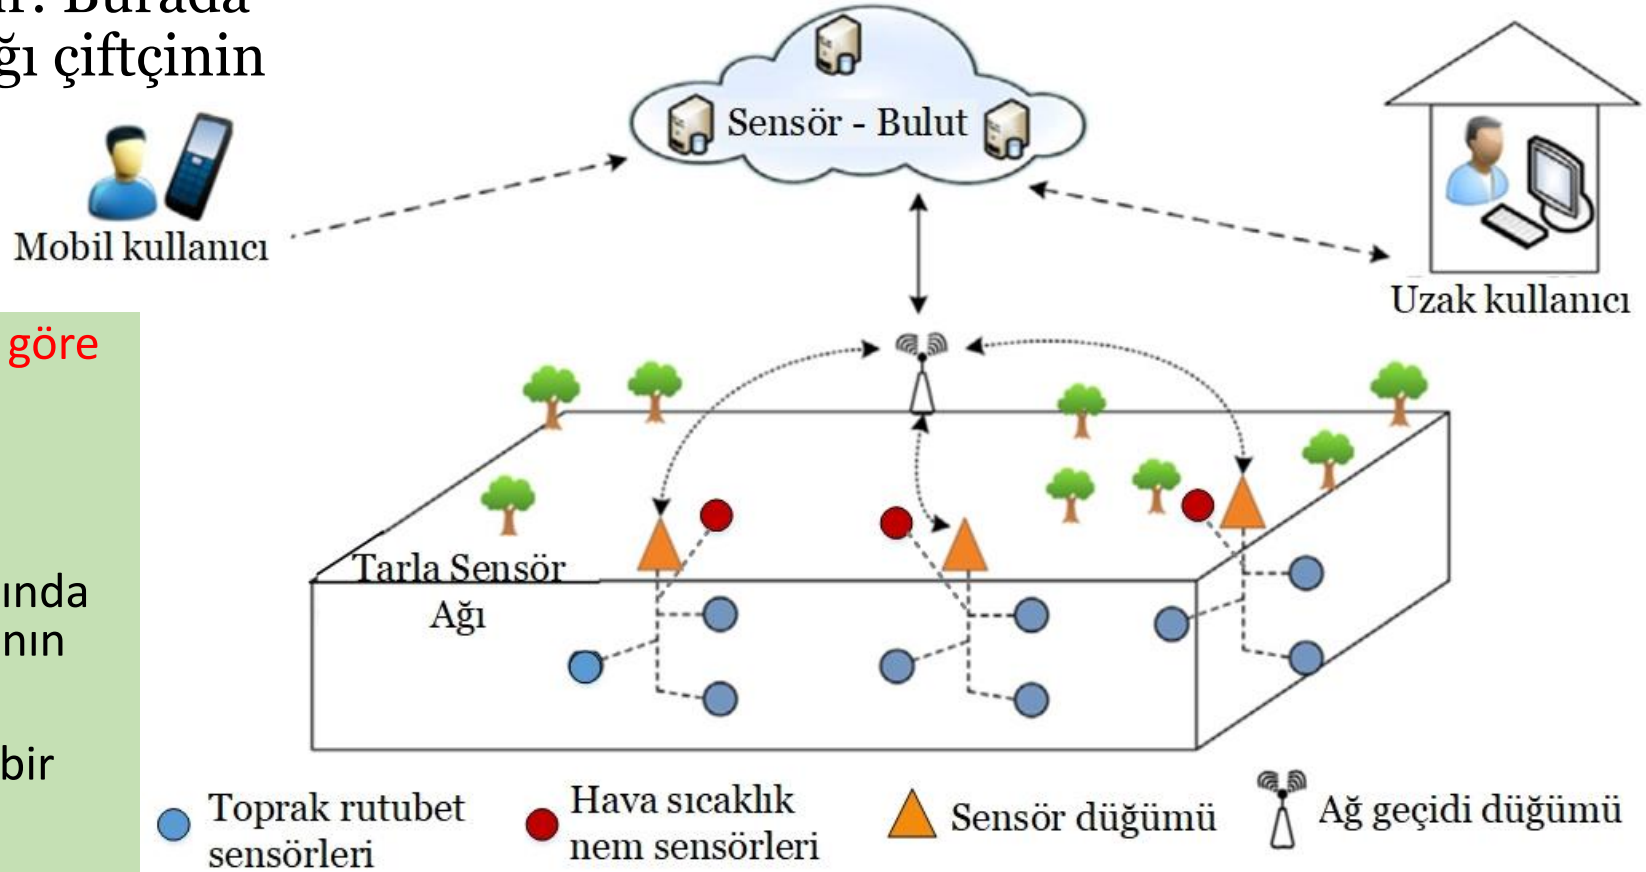 Burada
ğı çiftçinin
Sensör - Bulut
Mobil kullanıcı
Uzak kullanıcı
göre
ında
nın
bir
Tarla Sensör
Ağı
Toprak rutubet
sensörleri
Hava sıcaklık
nem sensörleri
Sensör düğümü
Ağ geçidi düğümü